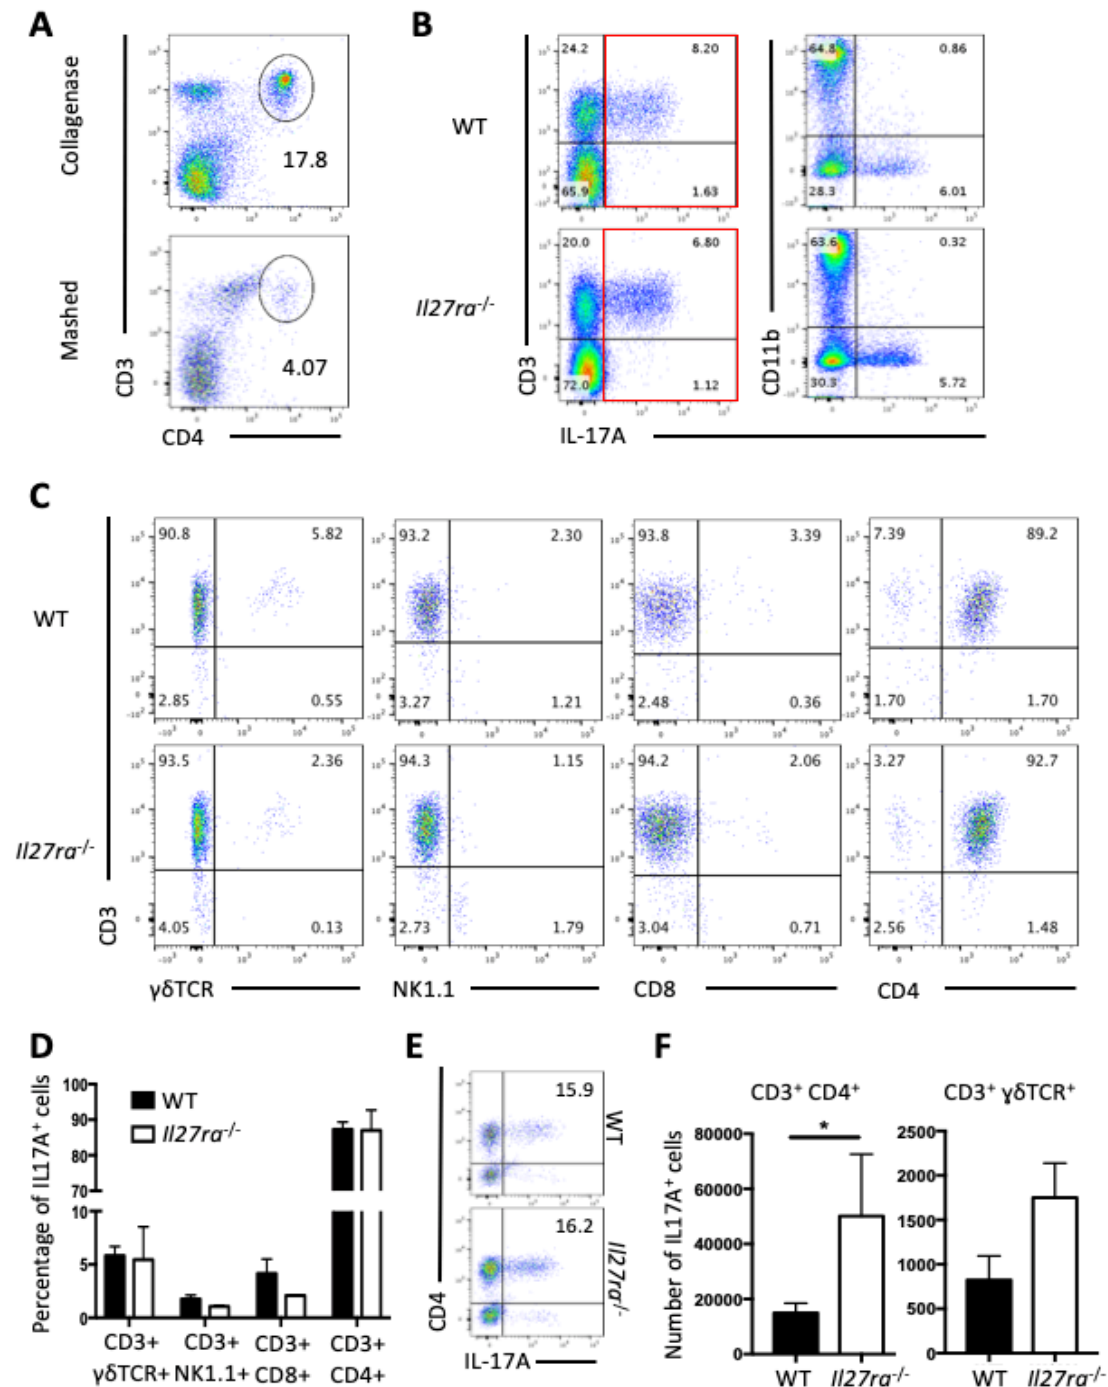 A
B
Collagenase
17.8
Mashed
4.07
CD3
CD4
WT
24.2 8.20
65.9 1.63
64.8 0.86
28.3 6.01
Il27ra-/-
20.0 6.80
72.0 1.12
63.6 0.32
30.3 5.72
CD3
CD11b
IL-17A
C
WT
90.8 5.82
2.85 0.55
93.2 2.30
3.27 1.21
93.8 3.39
2.48 0.36
7.39 89.2
1.70 1.70
Il27ra-/-
93.5 2.36
4.05 0.13
94.3 1.15
2.73 1.79
94.2 2.06
3.04 0.71
3.27 92.7
2.56 1.48
CD3
γδTCR
NK1.1
CD8
CD4
D
Percentage of IL17A+ cells
100
90
80
70
10
5
0
WT
Il27ra-/-
CD3+ CD3+ CD3+ CD3+
γδTCR+ NK1.1+ CD8+ CD4+
E
15.9
WT
16.2
Il27ra-/-
CD4
IL-17A
F
CD3+ CD4+
*
Number of IL17A+ cells
80000
60000
40000
20000
0
WT Il27ra-/-
CD3+ γδTCR+
2500
2000
1500
1000
500
0
WT Il27ra-/-